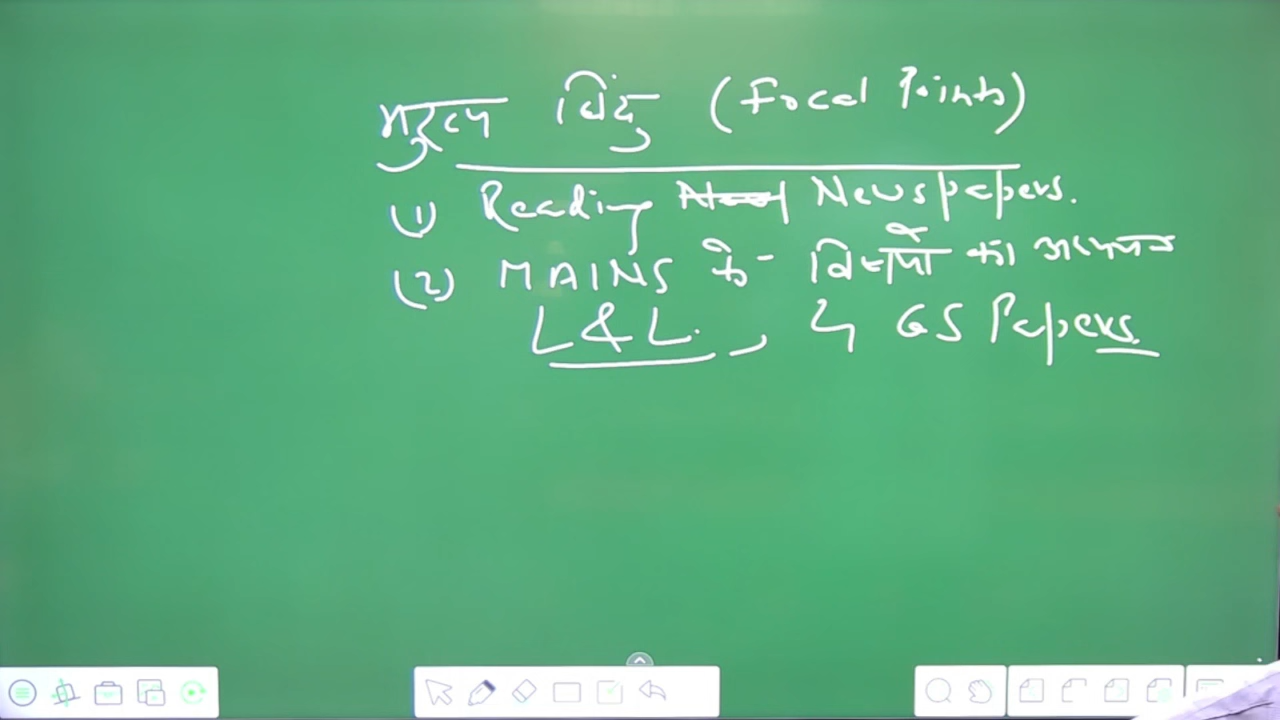 मुख्य बिंदु (Focal Points)
(1) Reading Newspapers.
(2) MAINS के विषयों का अध्ययन
L&L. , 4 GS Papers.